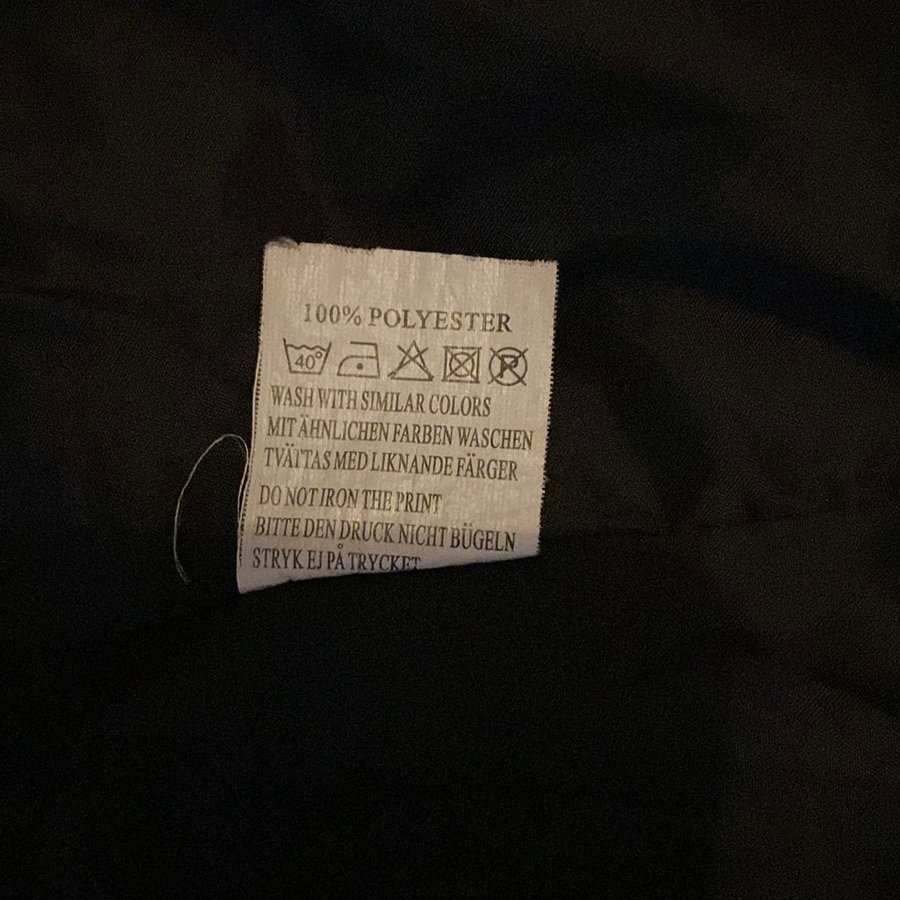 100% POLYESTER
40°
P
WASH WITH SIMILAR COLORS
MIT ÄHNLICHEN FARBEN WASCHEN
TVÄTTAS MED LIKNANDE FÄRGER
DO NOT IRON THE PRINT
BITTE DEN DRUCK NICHT BÜGELN
STRYK EJ PÅ TRYCKET